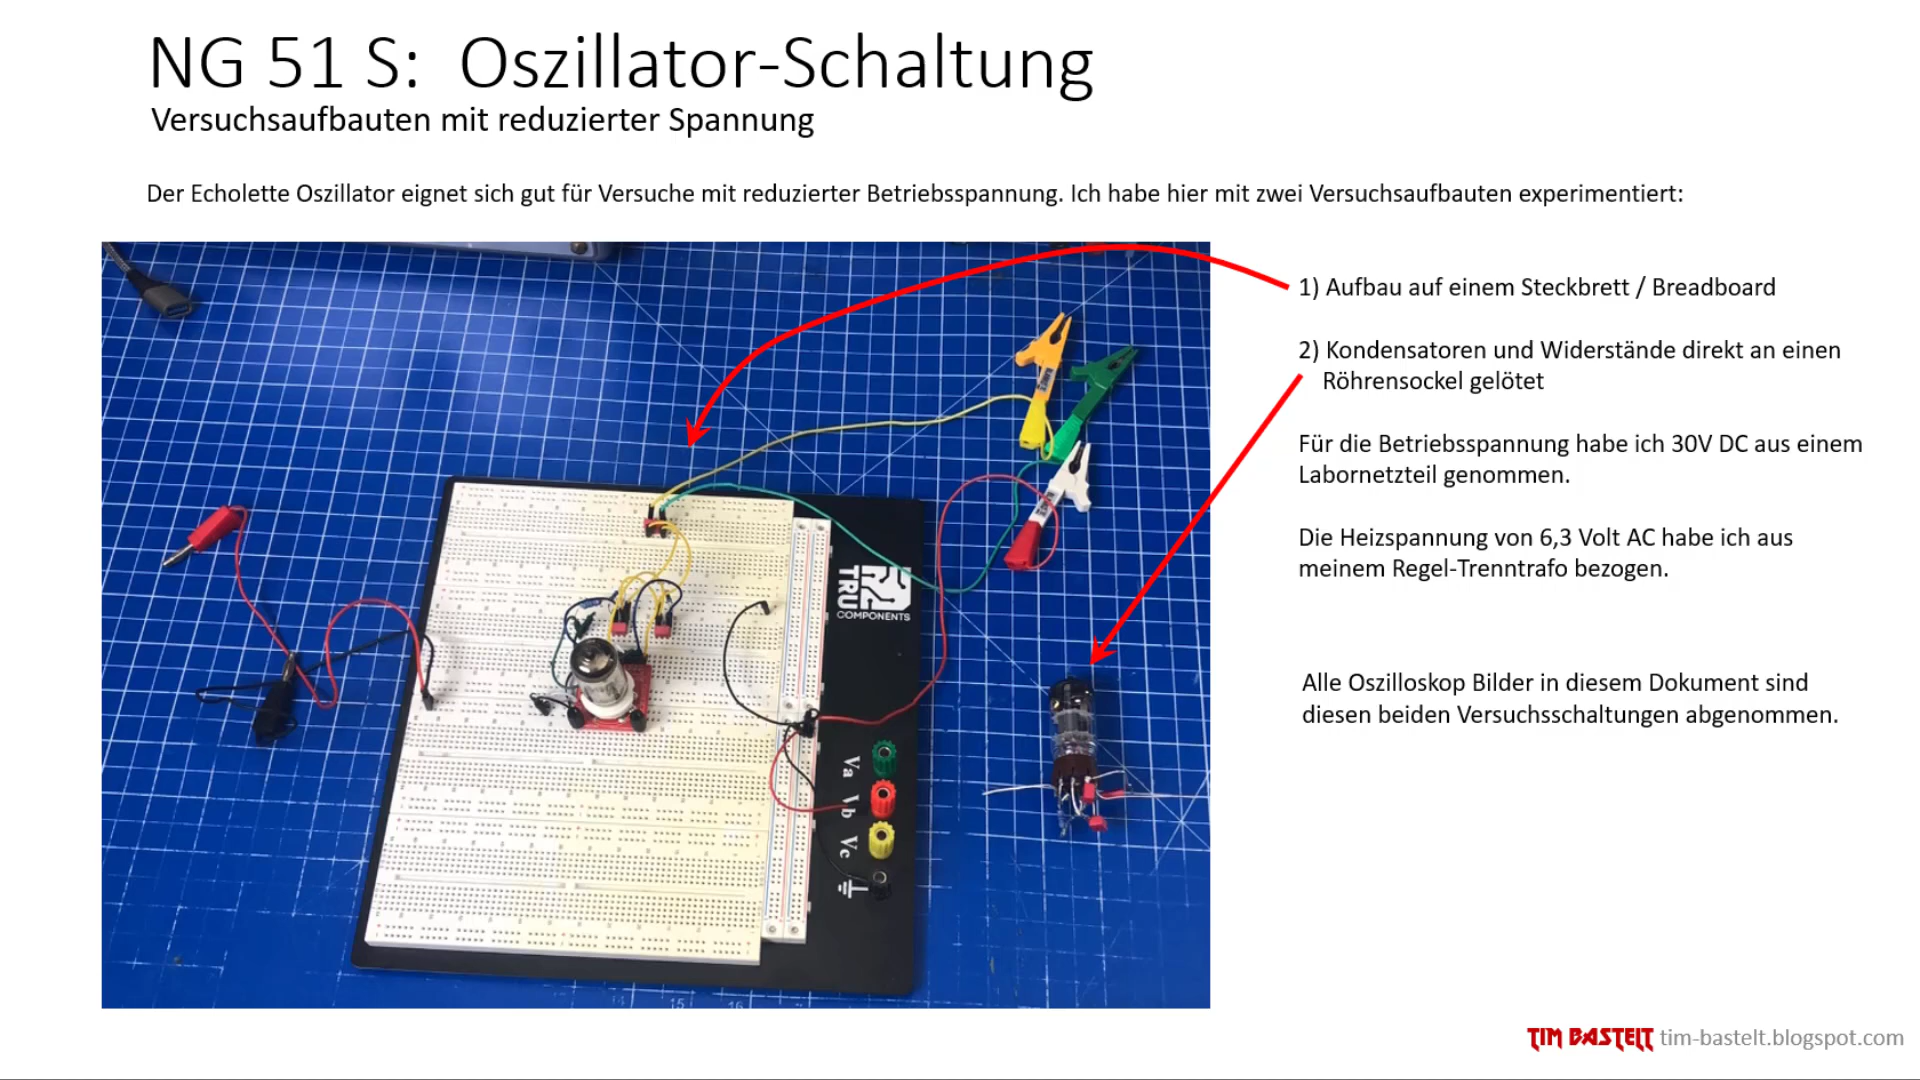 NG 51 S:  Oszillator-Schaltung
Versuchsaufbauten mit reduzierter Spannung
Der Echolette Oszillator eignet sich gut für Versuche mit reduzierter Betriebsspannung. Ich habe hier mit zwei Versuchsaufbauten experimentiert:
1) Aufbau auf einem Steckbrett / Breadboard
2) Kondensatoren und Widerstände direkt an einen
Röhrensockel gelötet
Für die Betriebsspannung habe ich 30V DC aus einem
Labornetzteil genommen.
Die Heizspannung von 6,3 Volt AC habe ich aus
meinem Regel-Trenntrafo bezogen.
Alle Oszilloskop Bilder in diesem Dokument sind
diesen beiden Versuchsschaltungen abgenommen.
TRU
COMPONENTS
Va
Vb
Vc
15
16
TIM BASTELT tim-bastelt.blogspot.com